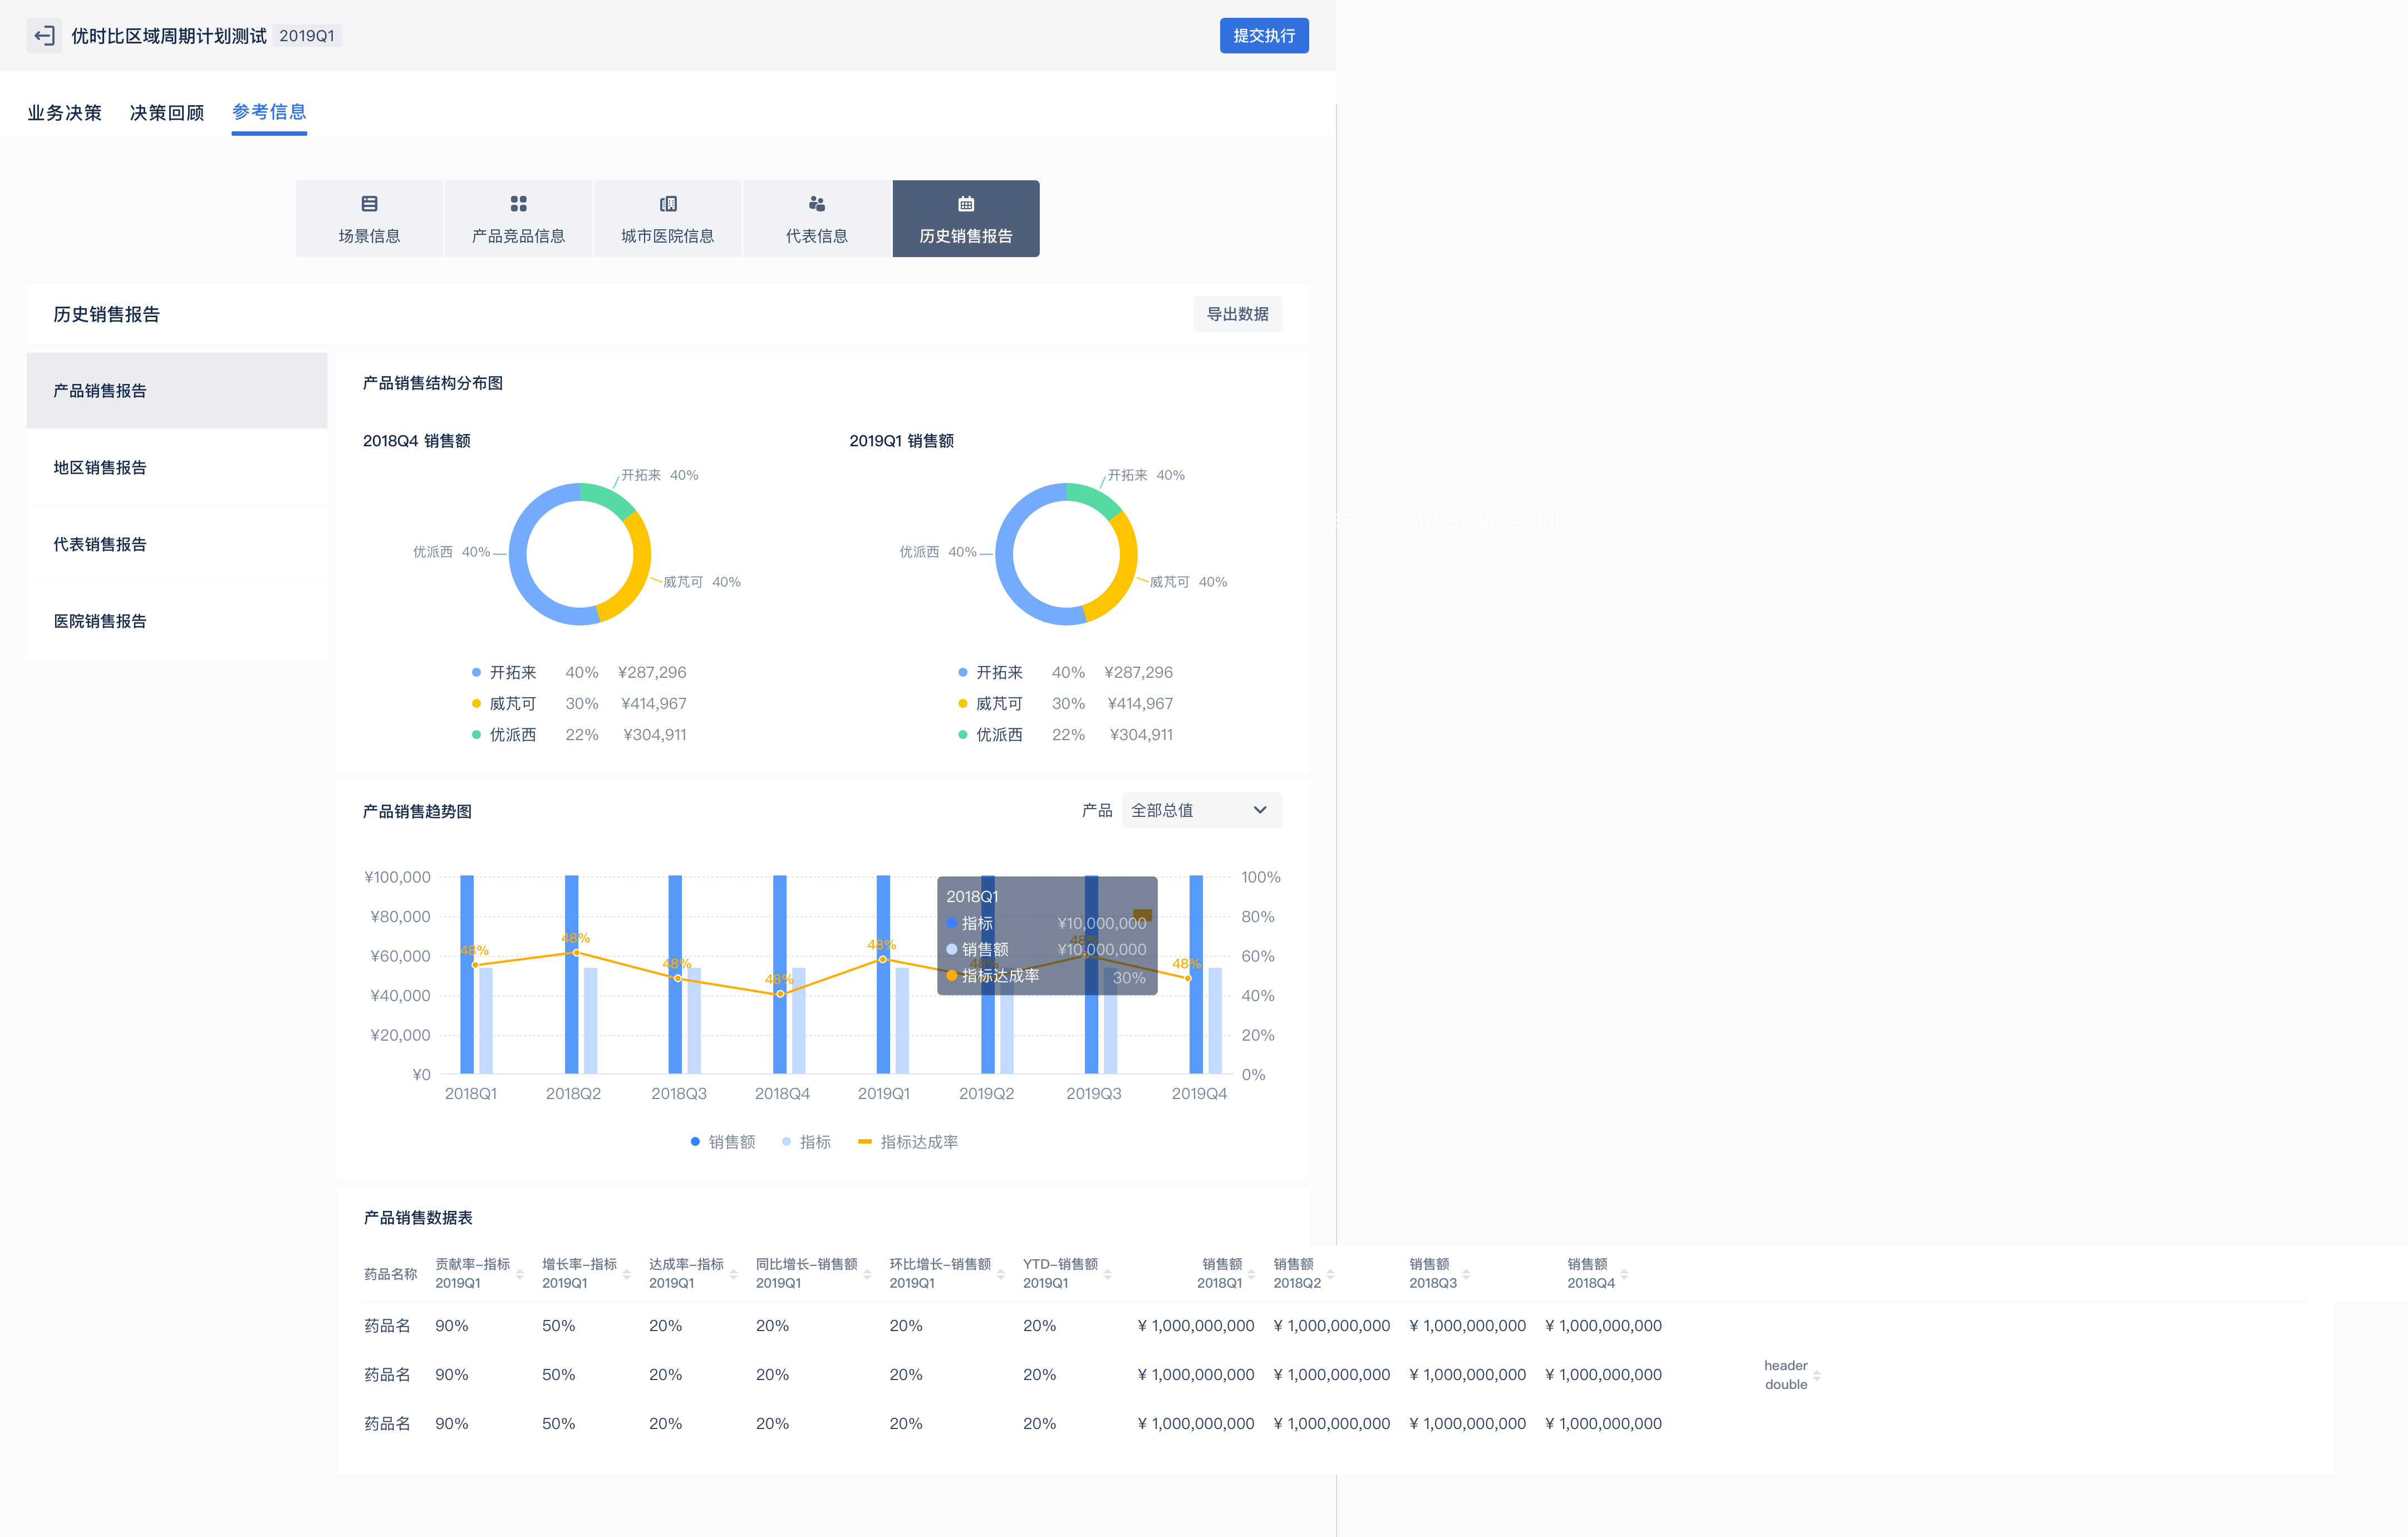 优时比区域周期计划测试 2019Q1
提交执行
业务决策 决策回顾 参考信息
场景信息 产品竞品信息 城市医院信息 代表信息 历史销售报告
历史销售报告 导出数据
产品销售报告
地区销售报告
代表销售报告
医院销售报告
产品销售结构分布图
2018Q4 销售额
开拓来 40%
优派西 40%
威芃可 40%
开拓来 40% ¥287,296
威芃可 30% ¥414,967
优派西 22% ¥304,911
2019Q1 销售额
开拓来 40%
优派西 40%
威芃可 40%
开拓来 40% ¥287,296
威芃可 30% ¥414,967
优派西 22% ¥304,911
产品销售趋势图
产品 全部总值
¥100,000
¥80,000
¥60,000
¥40,000
¥20,000
¥0
48% 48% 48% 48% 48% 48% 48% 48%
2018Q1
指标 ¥10,000,000
销售额 ¥10,000,000
指标达成率 30%
100%
80%
60%
40%
20%
0%
2018Q1 2018Q2 2018Q3 2018Q4 2019Q1 2019Q2 2019Q3 2019Q4
销售额 指标 指标达成率
产品销售数据表
药品名称 贡献率-指标 增长率-指标 达成率-指标 同比增长-销售额 环比增长-销售额 YTD-销售额 销售额 销售额 销售额 销售额
2019Q1 2019Q1 2019Q1 2019Q1 2019Q1 2019Q1 2018Q1 2018Q2 2018Q3 2018Q4
药品名 90% 50% 20% 20% 20% 20% ¥ 1,000,000,000 ¥ 1,000,000,000 ¥ 1,000,000,000 ¥ 1,000,000,000
药品名 90% 50% 20% 20% 20% 20% ¥ 1,000,000,000 ¥ 1,000,000,000 ¥ 1,000,000,000 ¥ 1,000,000,000
药品名 90% 50% 20% 20% 20% 20% ¥ 1,000,000,000 ¥ 1,000,000,000 ¥ 1,000,000,000 ¥ 1,000,000,000
header
double